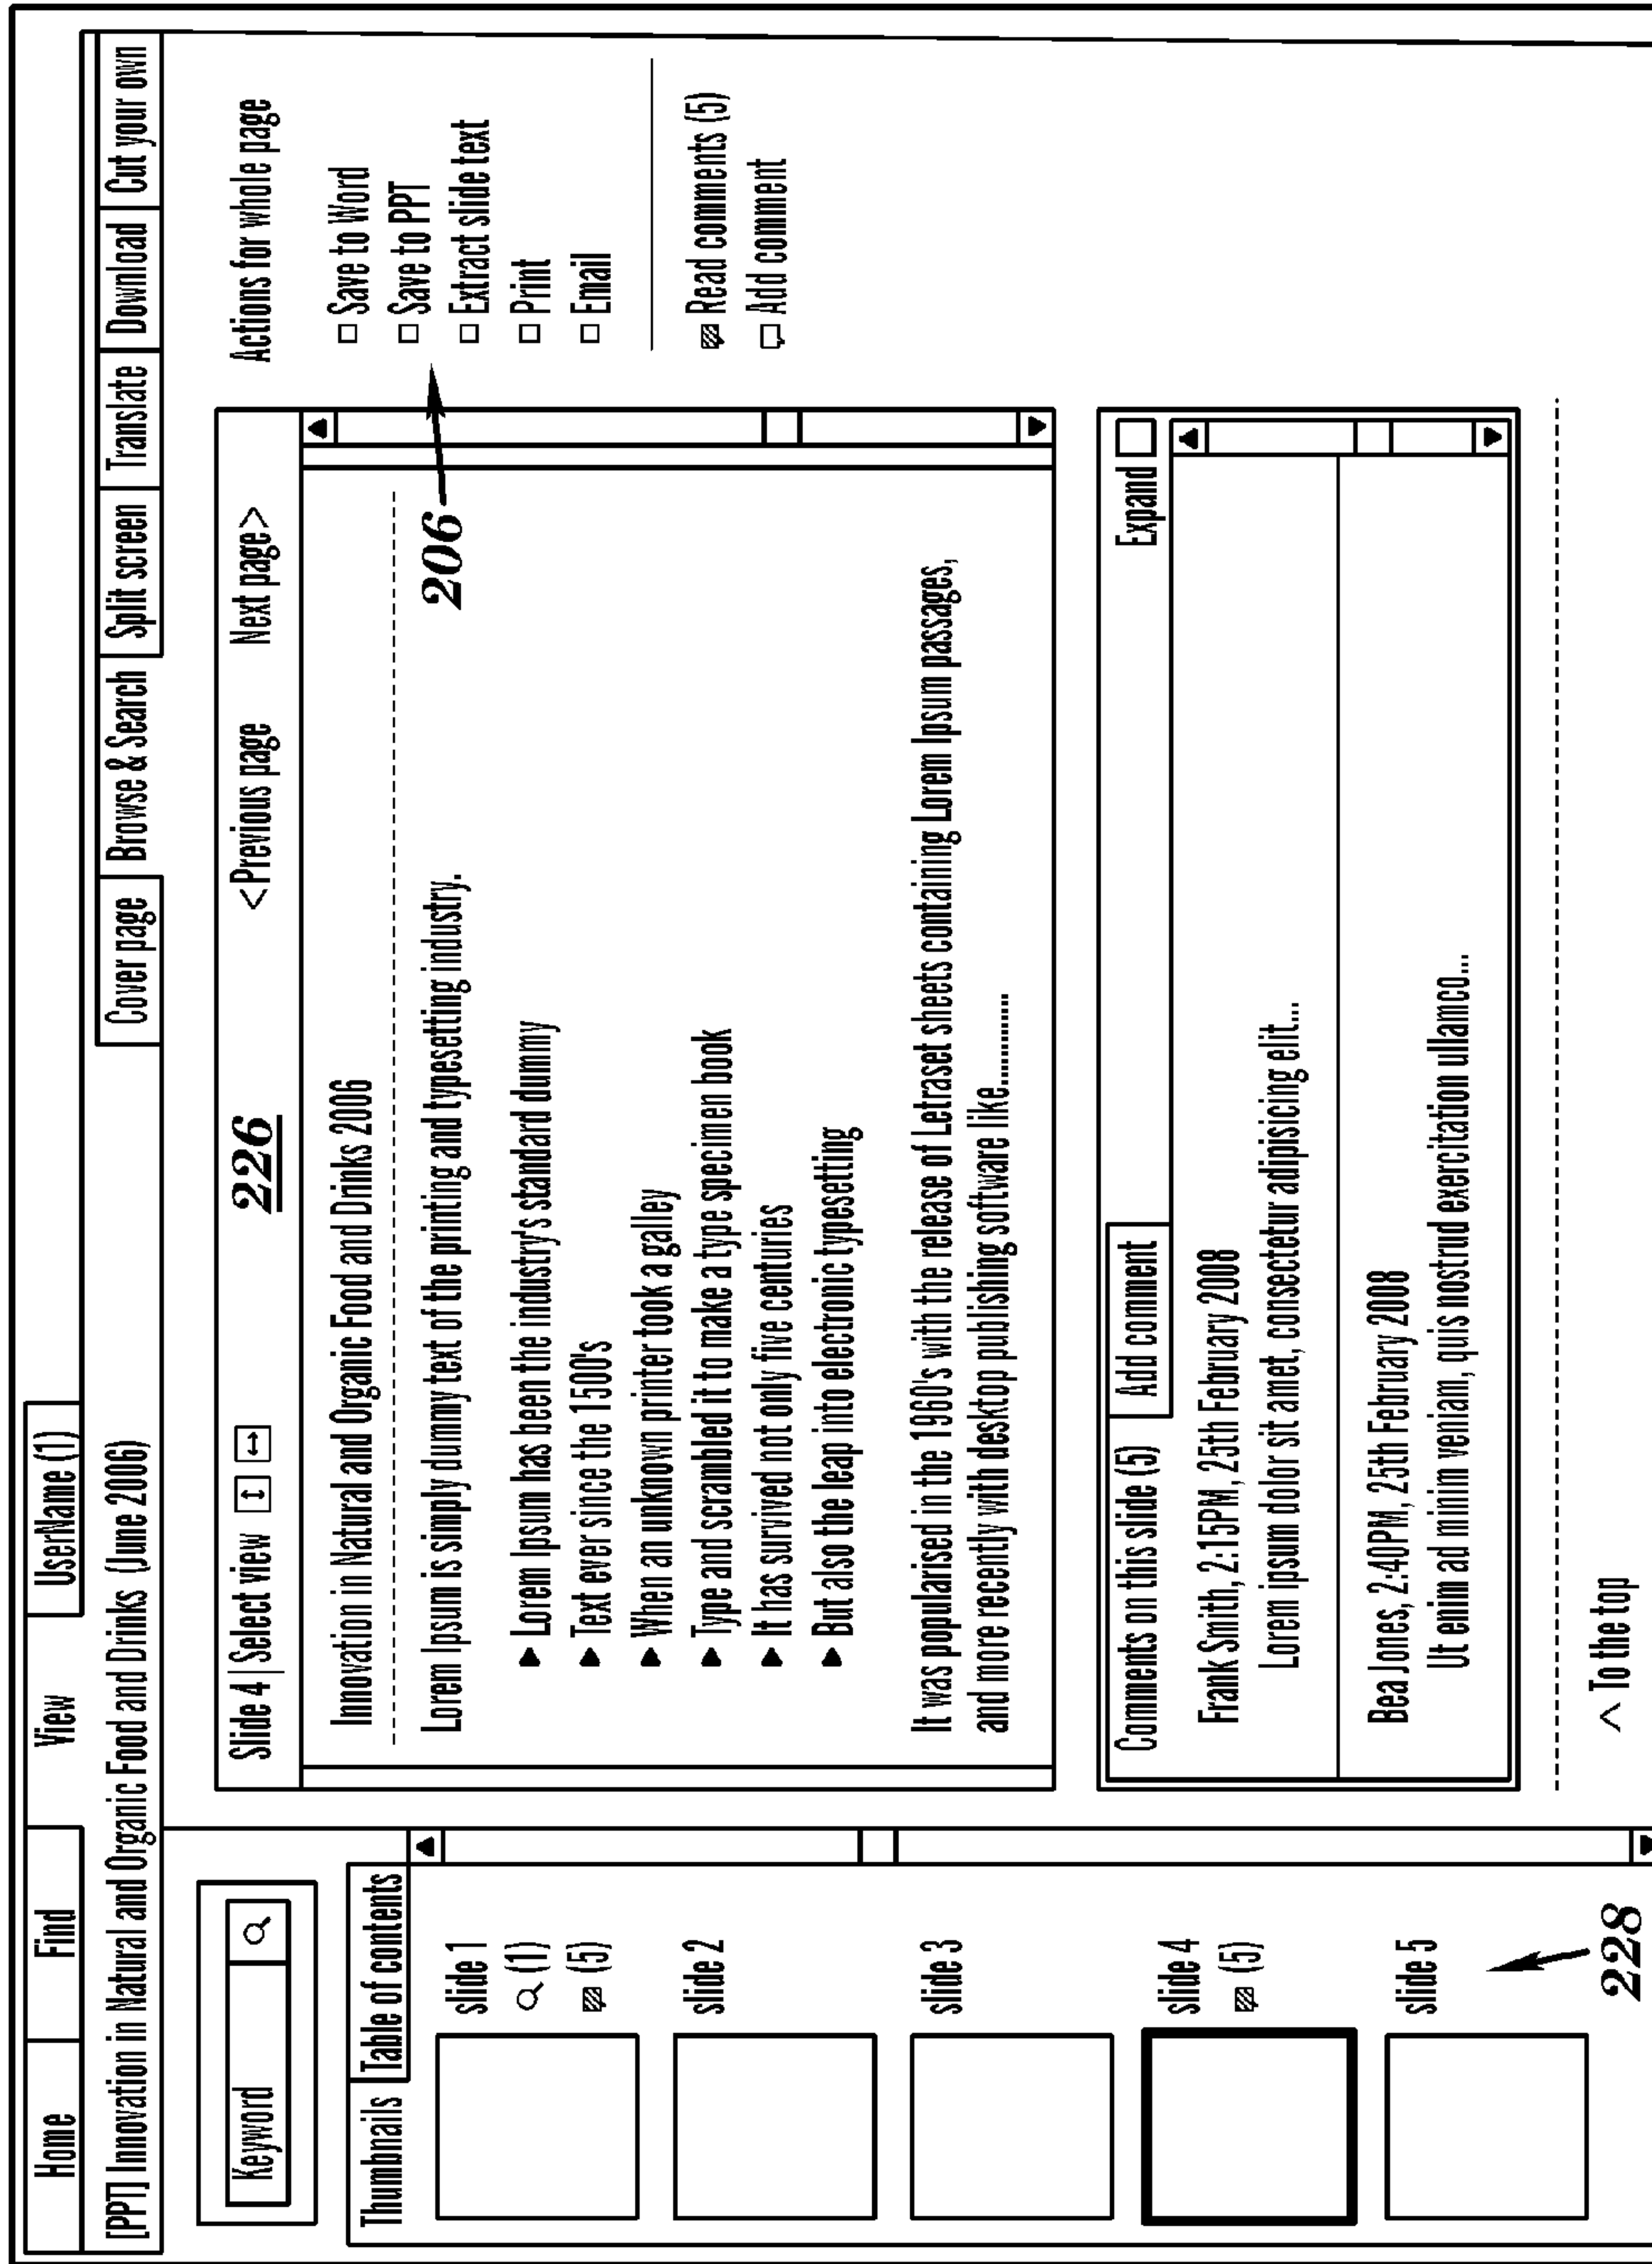 Home
Find
View
UserName (1)
[PPT] Innovation in Natural and Organic Food and Drinks (June 2006)
Cover page
Browse & Search
Split screen
Translate
Download
Cut your own
Keyword
Thumbnails
Table of contents
slide 1
(1)
(5)
slide 2
slide 3
slide 4
(5)
slide 5
228
Slide 4 | Select view
226
<Previous page
Next page>
Innovation in Natural and Organic Food and Drinks 2006
Lorem Ipsum is simply dummy text of the printing and typesetting industry.
Lorem Ipsum has been the industry's standard dummy
Text ever since the 1500's
When an unknown printer took a galley
Type and scrambled it to make a type specimen book
It has survived not only five centuries
But also the leap into electronic typesetting
It was popularised in the 1960's with the release of Letraset sheets containing Lorem Ipsum passages,
and more recently with desktop publishing software like............
206
Comments on this slide (5)
Add comment
Expand
Frank Smith, 2:15PM, 25th February 2008
Lorem ipsum dolor sit amet, consectetur adipisicing elit...
Bea Jones, 2:40PM, 25th February 2008
Ut enim ad minim veniam, quis nostrud exercitation ullamco...
^ To the top
Actions for whole page
Save to Word
Save to PPT
Extract slide text
Print
Email
Read comments (5)
Add comment